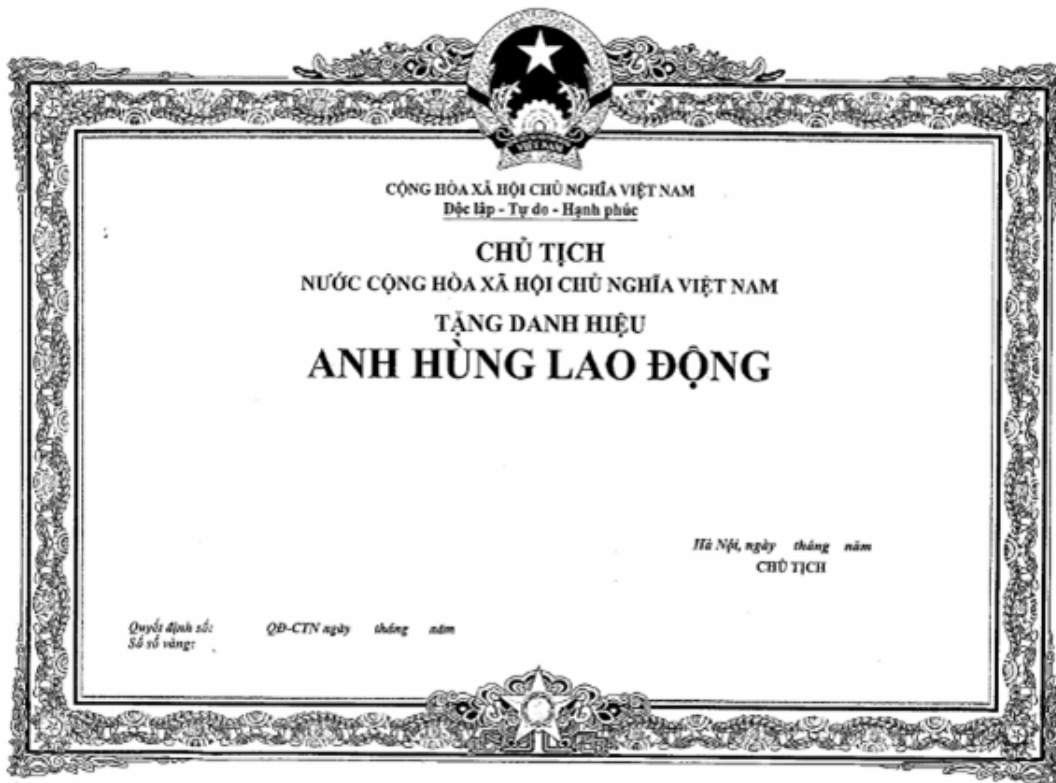 VIỆT NAM
CỘNG HÒA XÃ HỘI CHỦ NGHĨA VIỆT NAM
Độc lập - Tự do - Hạnh phúc
CHỦ TỊCH
NƯỚC CỘNG HÒA XÃ HỘI CHỦ NGHĨA VIỆT NAM
TẶNG DANH HIỆU
ANH HÙNG LAO ĐỘNG
Hà Nội, ngày tháng năm
CHỦ TỊCH
Quyết định số: QĐ-CTN ngày tháng năm
Số sổ vàng: